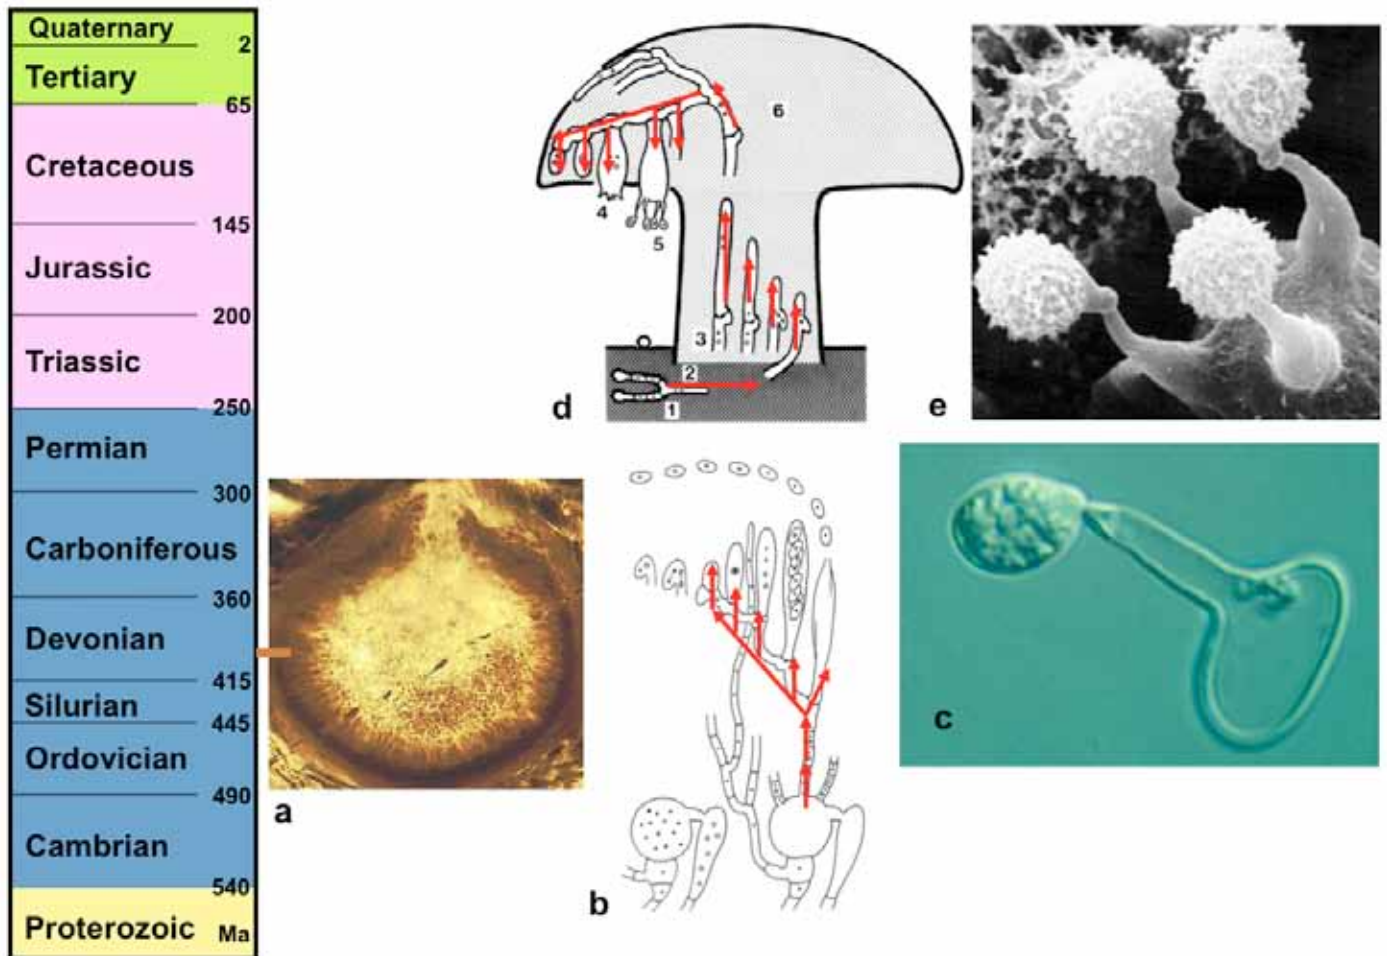 Quaternary
2
Tertiary
65
Cretaceous
145
Jurassic
200
Triassic
250
Permian
300
Carboniferous
360
Devonian
415
Silurian
445
Ordovician
490
Cambrian
540
Proterozoic Ma
a
d
6
4
5
3
2
1
b
e
c